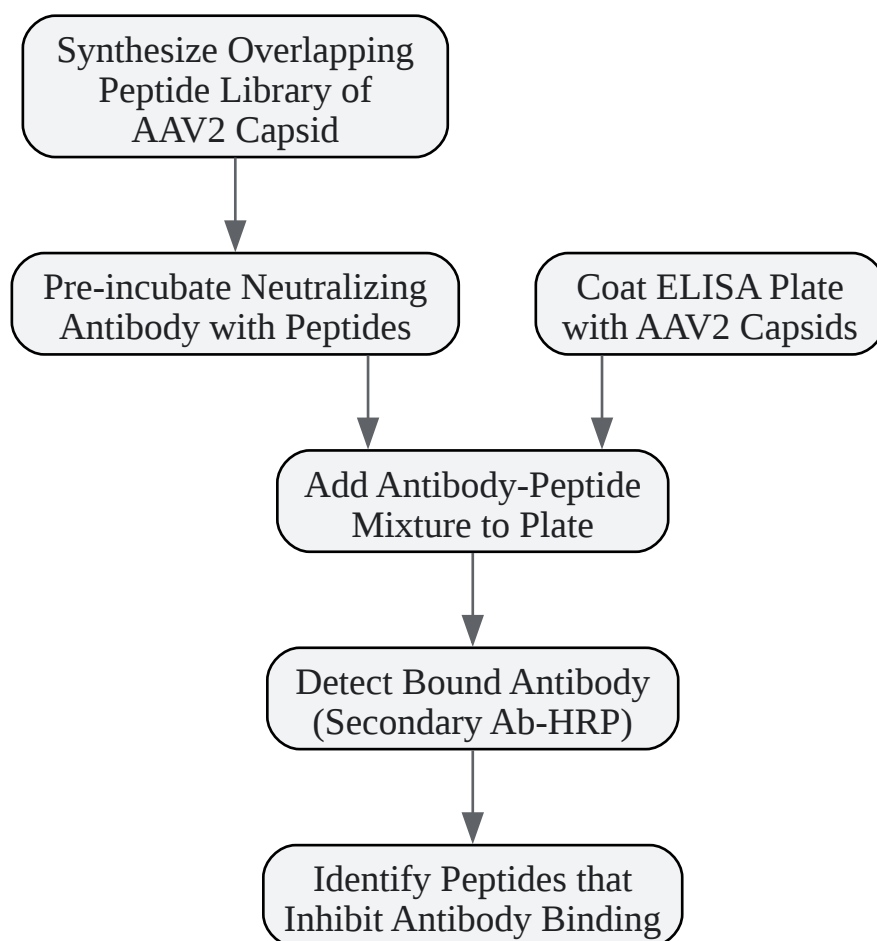 Synthesize Overlapping
Peptide Library of
AAV2 Capsid
Pre-incubate Neutralizing
Antibody with Peptides
Coat ELISA Plate
with AAV2 Capsids
Add Antibody-Peptide
Mixture to Plate
Detect Bound Antibody
(Secondary Ab-HRP)
Identify Peptides that
Inhibit Antibody Binding